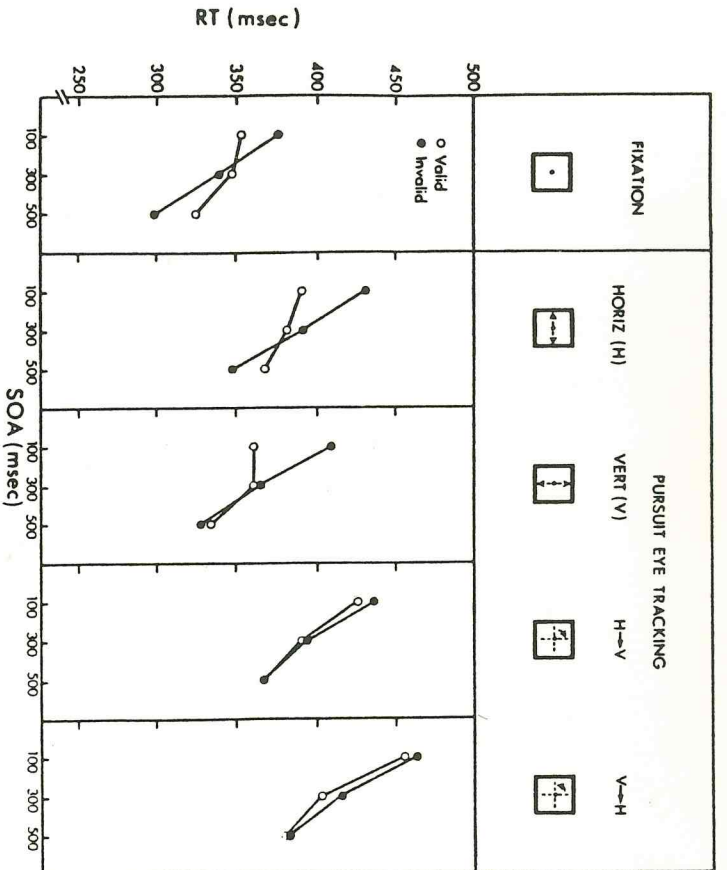 PURSUIT EYE TRACKING
FIXATION
HORIZ (H)
VERT (V)
H→V
V→H
500
450
400
350
300
250
RT (msec)
Valid
Invalid
100 300 500
100 300 500
100 300 500
100 300 500
100 300 500
SOA (msec)